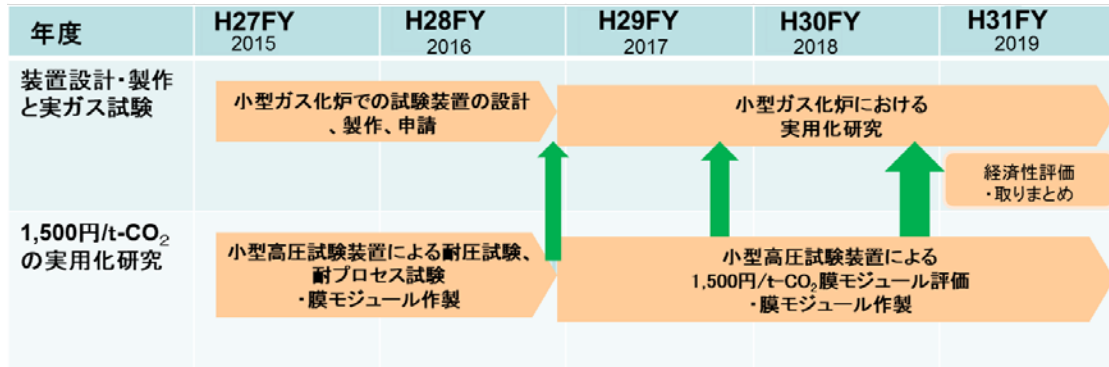 年度
H27FY
2015
H28FY
2016
H29FY
2017
H30FY
2018
H31FY
2019
装置設計・製作
と実ガス試験
小型ガス化炉での試験装置の設計
、製作、申請
小型ガス化炉における
実用化研究
経済性評価
・取りまとめ
1,500円/t-CO₂
の実用化研究
小型高圧試験装置による耐圧試験、
耐プロセス試験
・膜モジュール作製
小型高圧試験装置による
1,500円/t-CO₂膜モジュール評価
・膜モジュール作製